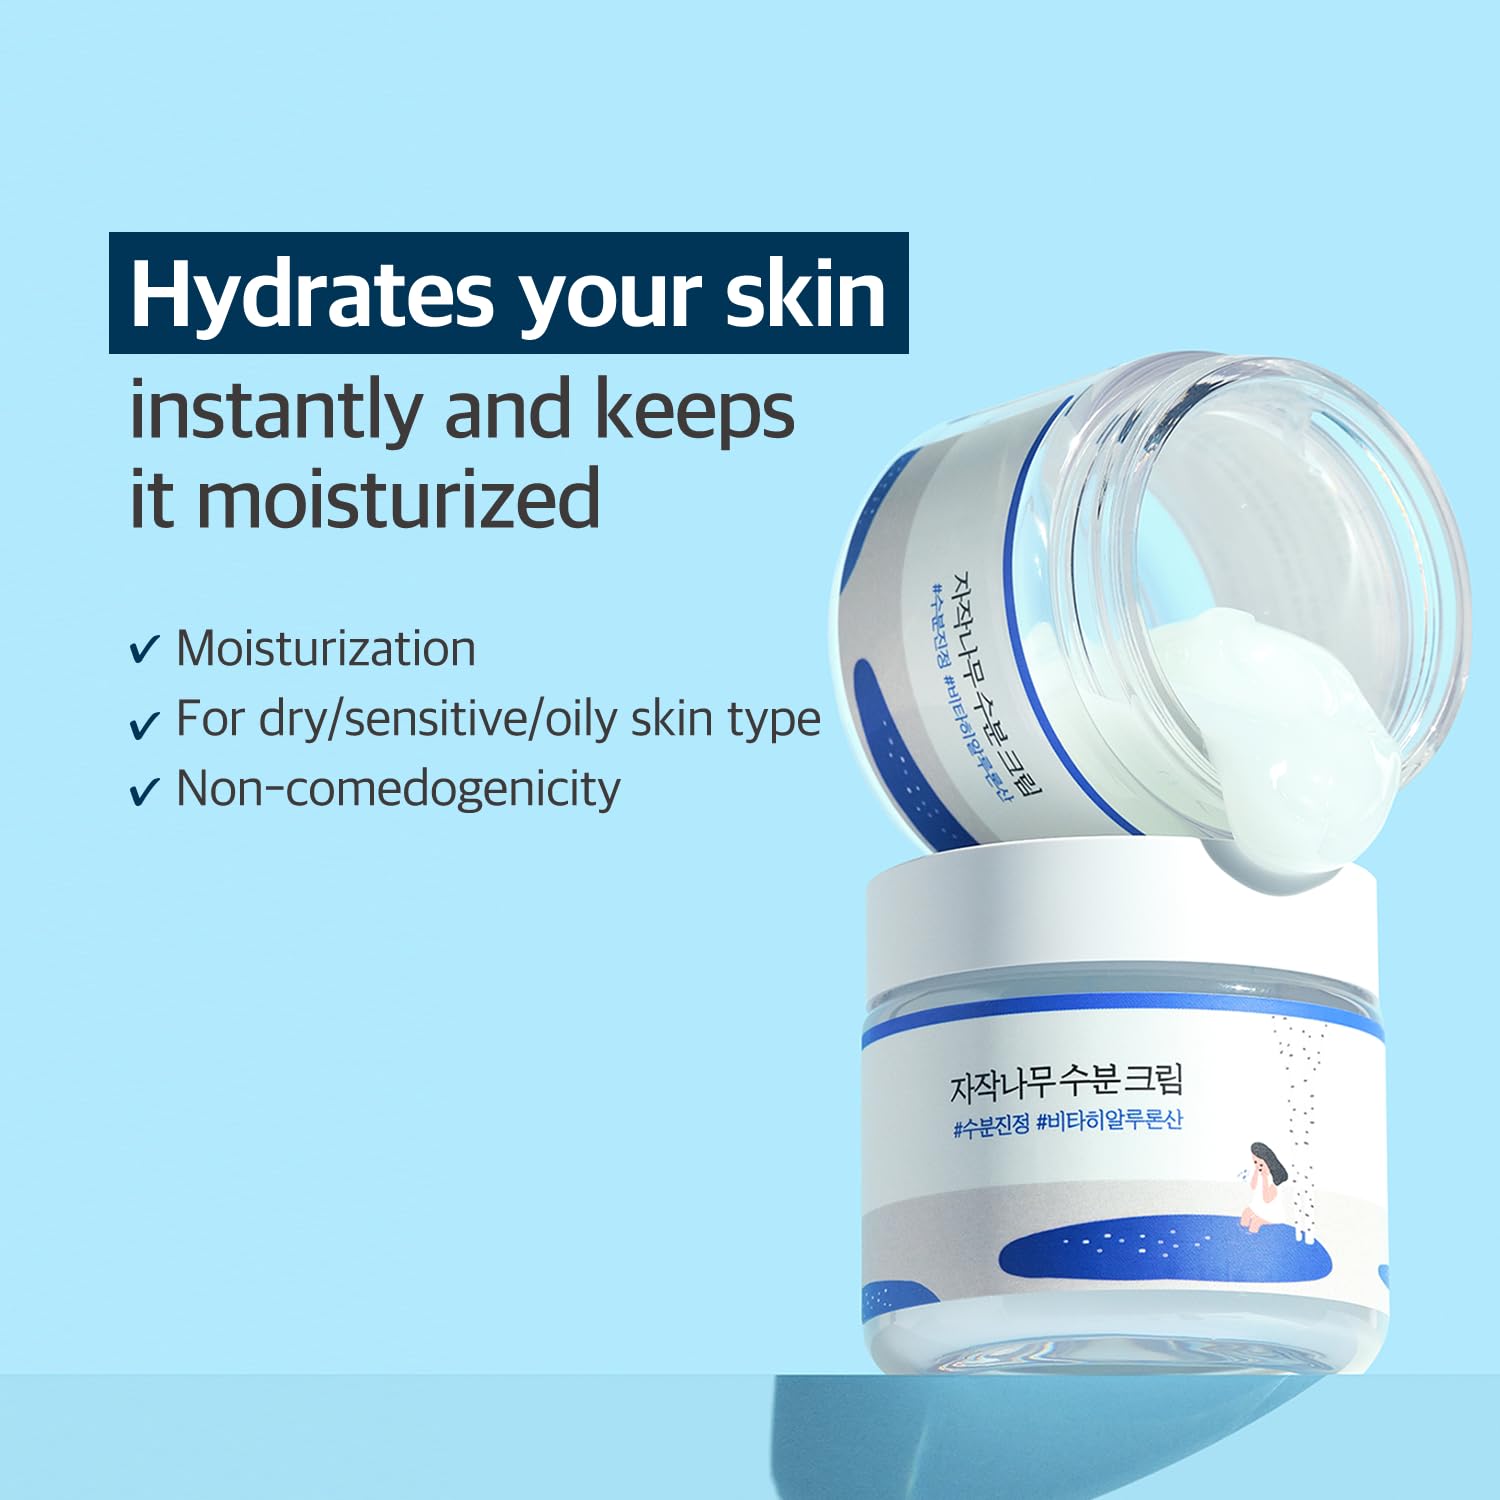 Hydrates your skin
instantly and keeps
it moisturized
✔ Moisturization
✔ For dry/sensitive/oily skin type
✔ Non-comedogenicity
자작나무 수분 크림
#수분진정 #비타히알루론산
자작나무 수분 크림
#수분진정 #비타히알루론산